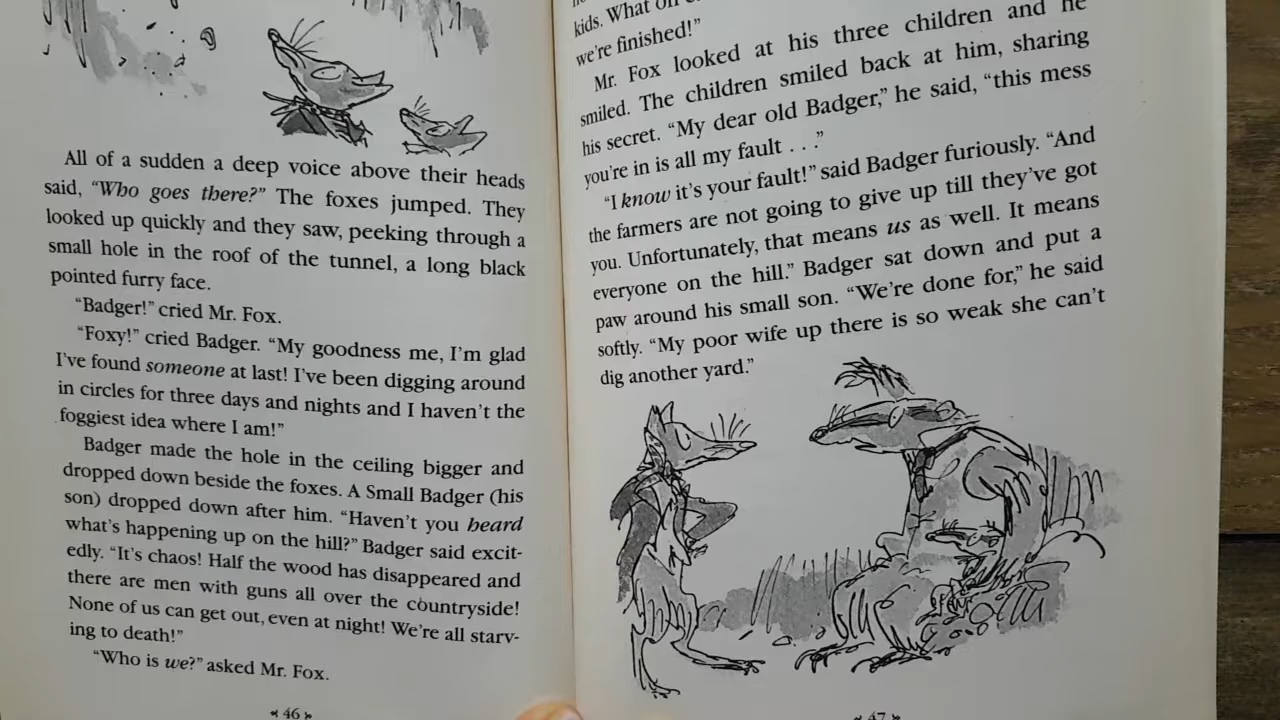 All of a sudden a deep voice above their heads
said, “Who goes there?” The foxes jumped. They
looked up quickly and they saw, peeking through a
small hole in the roof of the tunnel, a long black
pointed furry face.
“Badger!” cried Mr. Fox.
“Foxy!” cried Badger. “My goodness me, I’m glad
I’ve found someone at last! I’ve been digging around
in circles for three days and nights and I haven’t the
foggiest idea where I am!”
Badger made the hole in the ceiling bigger and
dropped down beside the foxes. A Small Badger (his
son) dropped down after him. “Haven’t you heard
what’s happening up on the hill?” Badger said excit-
edly. “It’s chaos! Half the wood has disappeared and
there are men with guns all over the countryside!
None of us can get out, even at night! We’re all starv-
ing to death!”
“Who is we?” asked Mr. Fox.
46
kids. What
we’re finished!”
Mr. Fox looked at his three children and he
smiled. The children smiled back at him, sharing
his secret. “My dear old Badger,” he said, “this mess
you’re in is all my fault . . .”
“I know it’s your fault!” said Badger furiously. “And
the farmers are not going to give up till they’ve got
you. Unfortunately, that means us as well. It means
everyone on the hill.” Badger sat down and put a
paw around his small son. “We’re done for,” he said
softly. “My poor wife up there is so weak she can’t
dig another yard.”
47